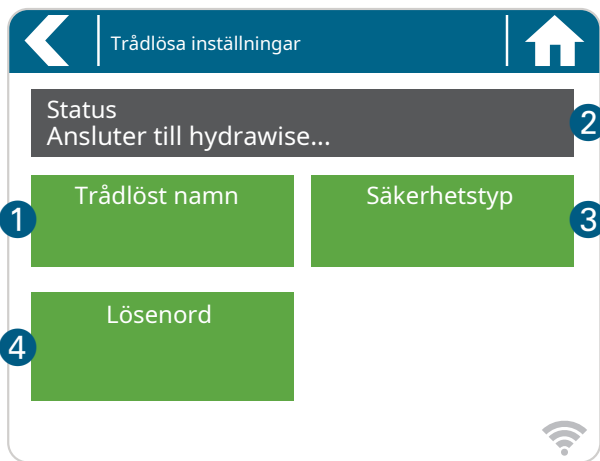 Trådlösa inställningar
Status
Ansluter till hydrawise...
2
Trådlöst namn
1
Säkerhetstyp
3
Lösenord
4